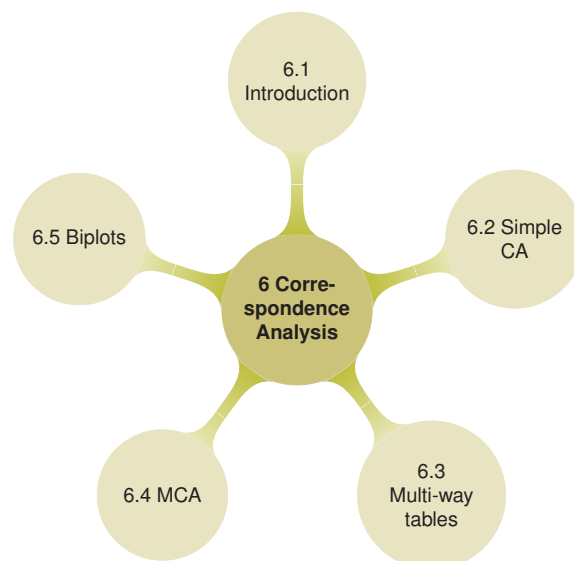 6.1
Introduction
6.2 Simple
CA
6.3
Multi-way
tables
6.4 MCA
6.5 Biplots
6 Corre-
spondence
Analysis